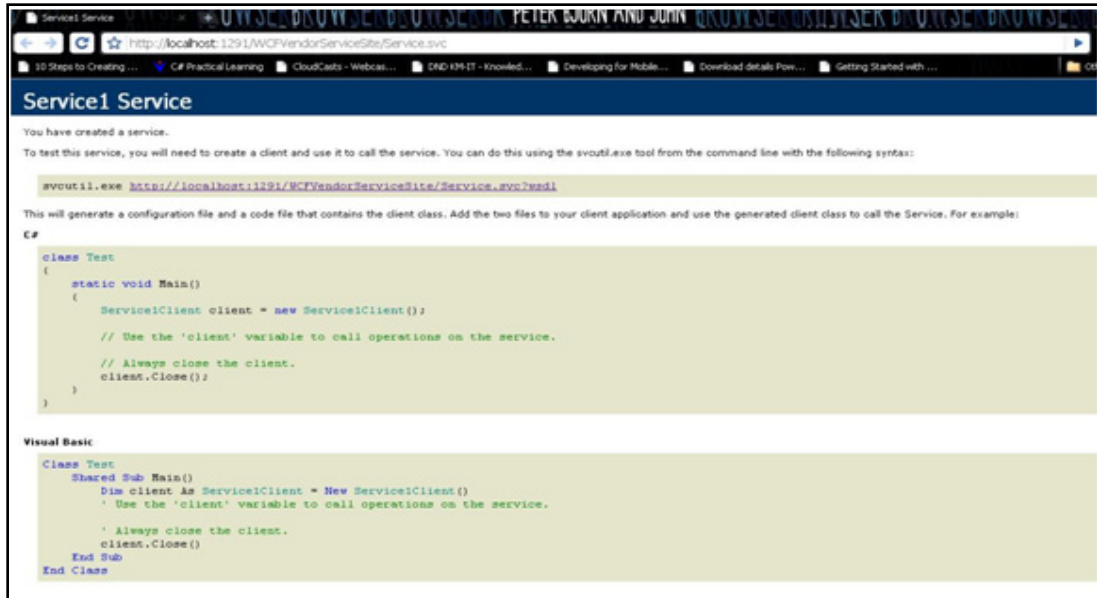 Service1 Service
PETER BJORN AND JOHN
http://localhost:1291/WCFVendorServiceSite/Service.svc
10 Steps to Creating ... C# Practical Learning CloudCasts - Webcas... DND KM-IT - Knowled... Developing for Mobile... Download details Pow... Getting Started with ...
Service1 Service
You have created a service.
To test this service, you will need to create a client and use it to call the service. You can do this using the svcutil.exe tool from the command line with the following syntax:
svcutil.exe http://localhost:1291/WCFVendorServiceSite/Service.svc?wsdl
This will generate a configuration file and a code file that contains the client class. Add the two files to your client application and use the generated client class to call the Service. For example:
C#
class Test
{
static void Main()
{
Service1Client client = new Service1Client();
// Use the 'client' variable to call operations on the service.
// Always close the client.
client.Close();
}
}
Visual Basic
Class Test
Shared Sub Main()
Dim client As Service1Client = New Service1Client()
' Use the 'client' variable to call operations on the service.
' Always close the client.
client.Close()
End Sub
End Class